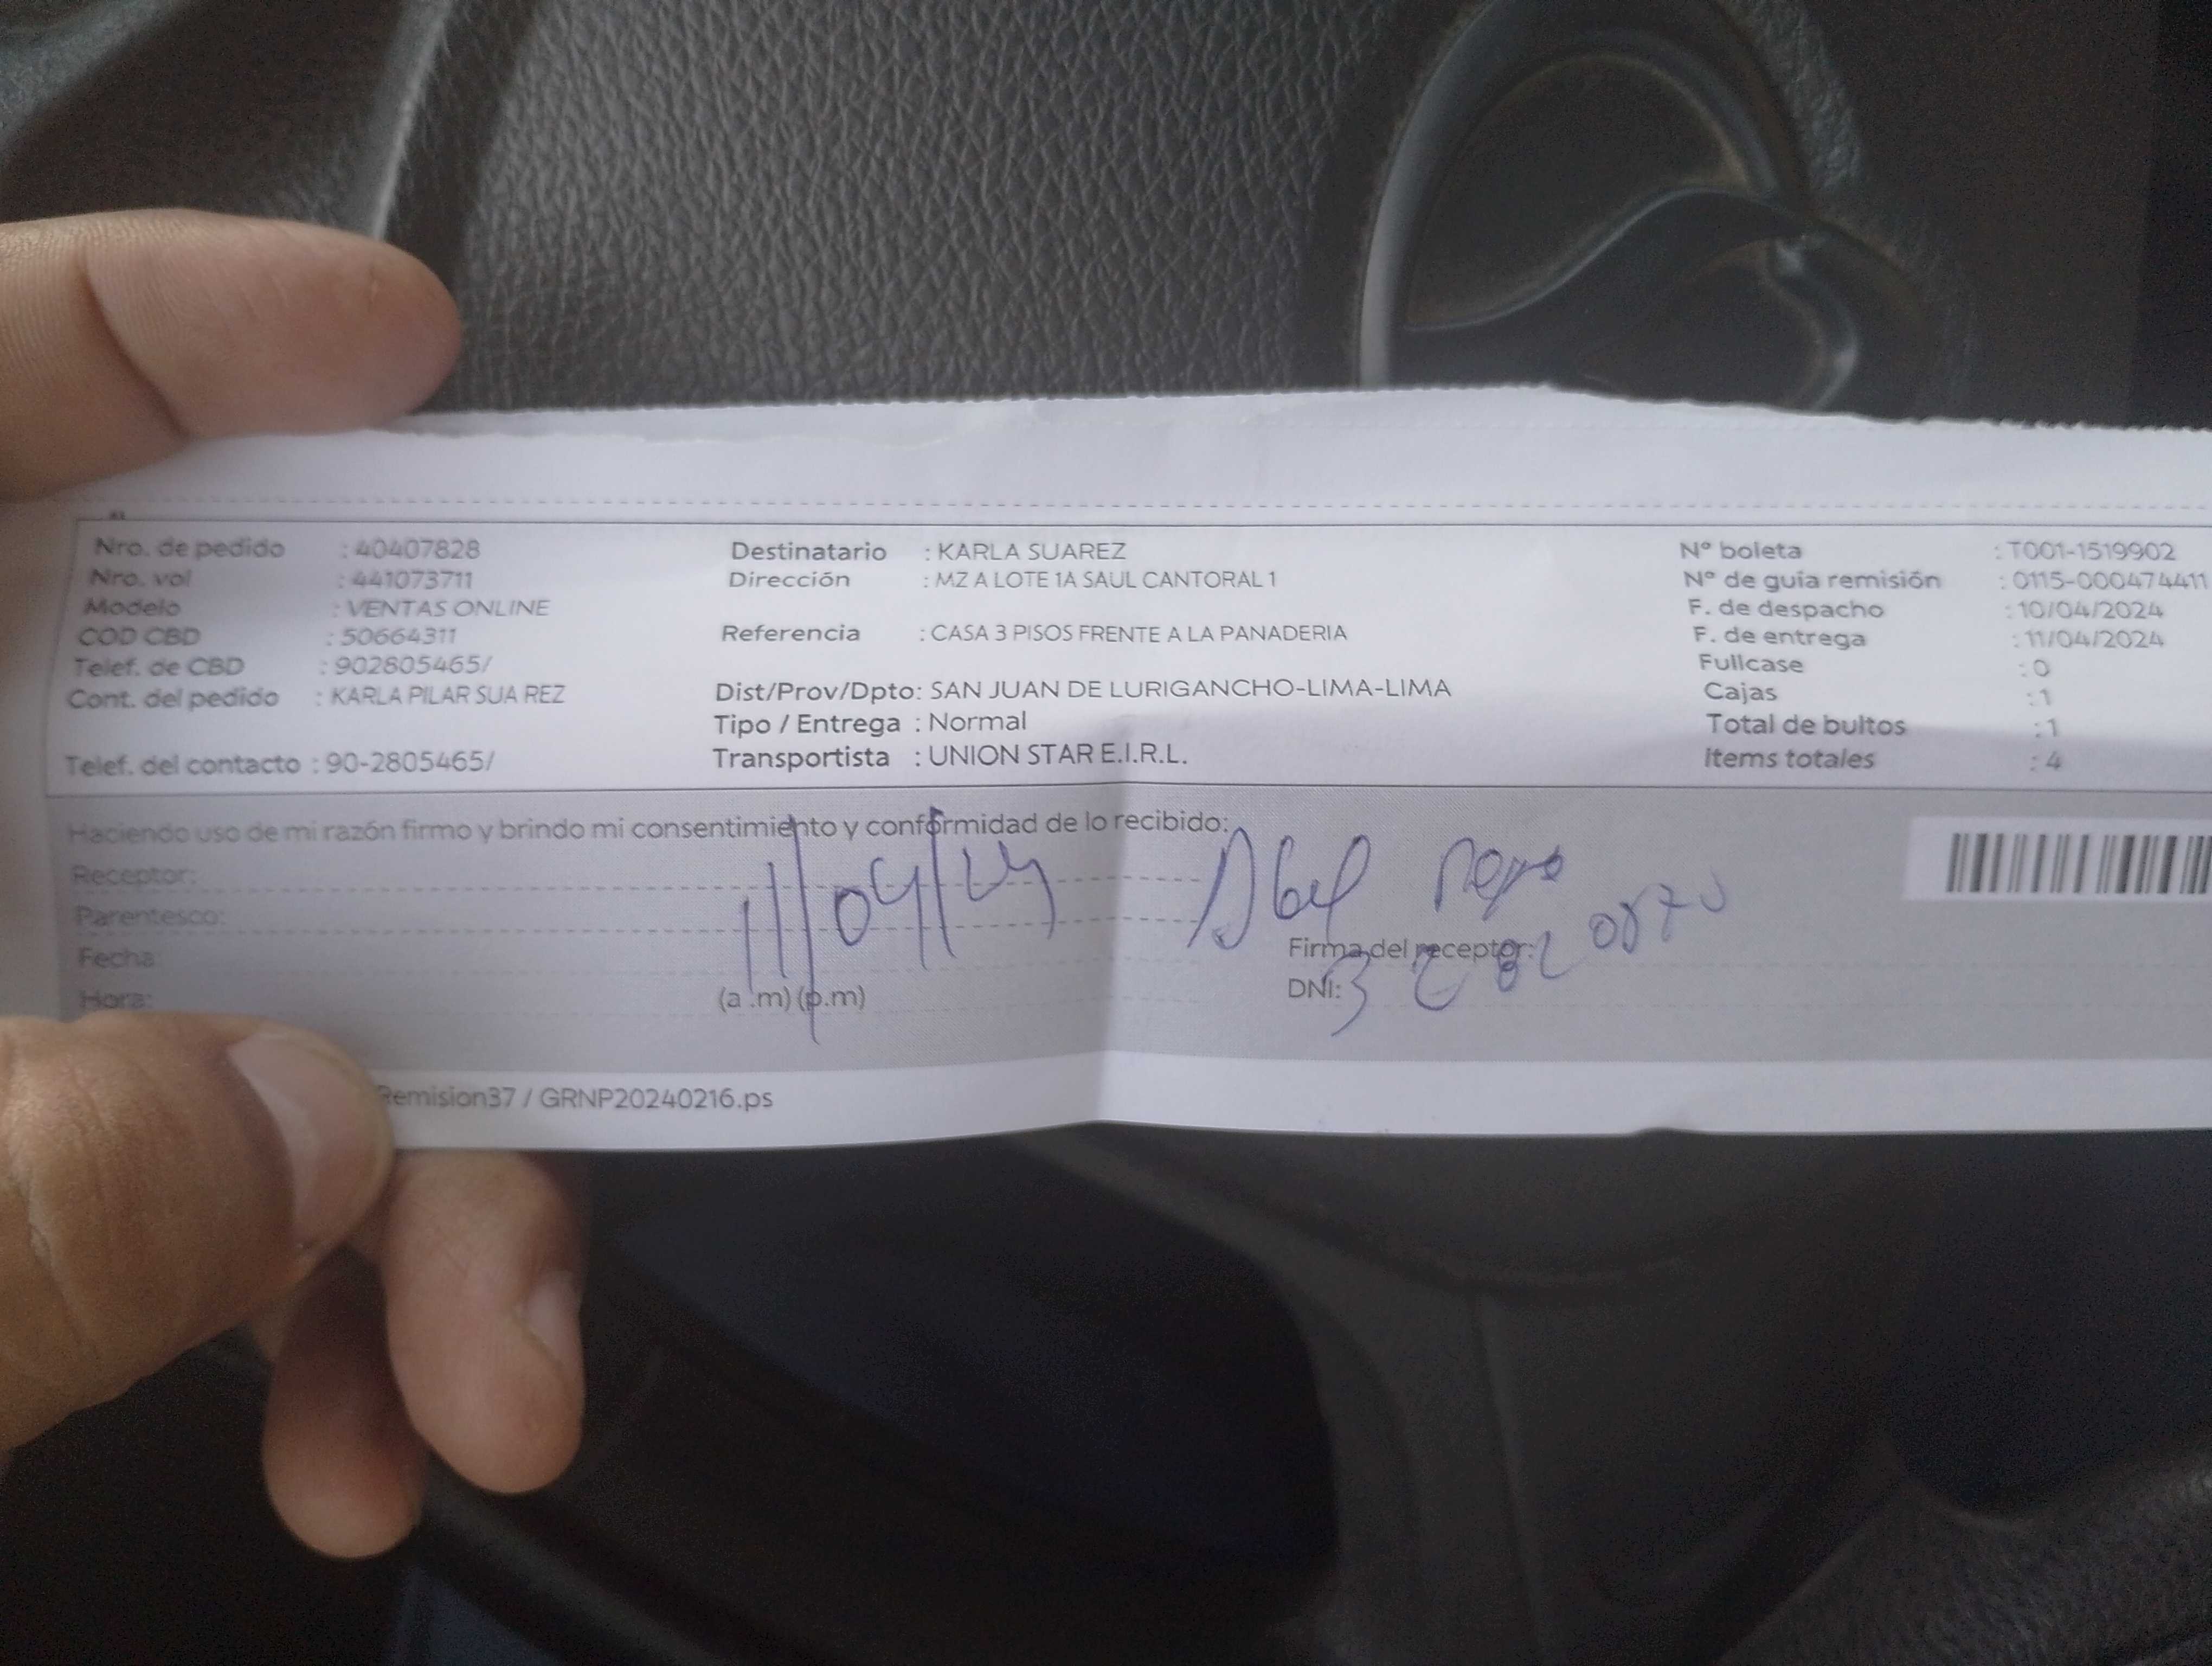 Nro. de pedido : 40407828
Nro. vol : 441073711
Modelo : VENTAS ONLINE
COD CBD : 50664311
Telef. de CBD : 902805465/
Cont. del pedido : KARLA PILAR SUA REZ
Telef. del contacto : 90-2805465/
Destinatario : KARLA SUAREZ
Dirección : MZ A LOTE 1A SAUL CANTORAL 1
Referencia : CASA 3 PISOS FRENTE A LA PANADERIA
Dist/Prov/Dpto: SAN JUAN DE LURIGANCHO-LIMA-LIMA
Tipo / Entrega : Normal
Transportista : UNION STAR E.I.R.L.
N° boleta : T001-1519902
N° de guía remisión : 0115-000474411
F. de despacho : 10/04/2024
F. de entrega : 11/04/2024
Fullcase : 0
Cajas : 1
Total de bultos : 1
Items totales : 4
Haciendo uso de mi razón firmo y brindo mi consentimiento y conformidad de lo recibido:
Receptor:
Parentesco:
Fecha:
Hora:
11/04/24
(a .m) (p.m)
Abel
Firma del receptor:
DNI:
Remision37 / GRNP20240216.ps